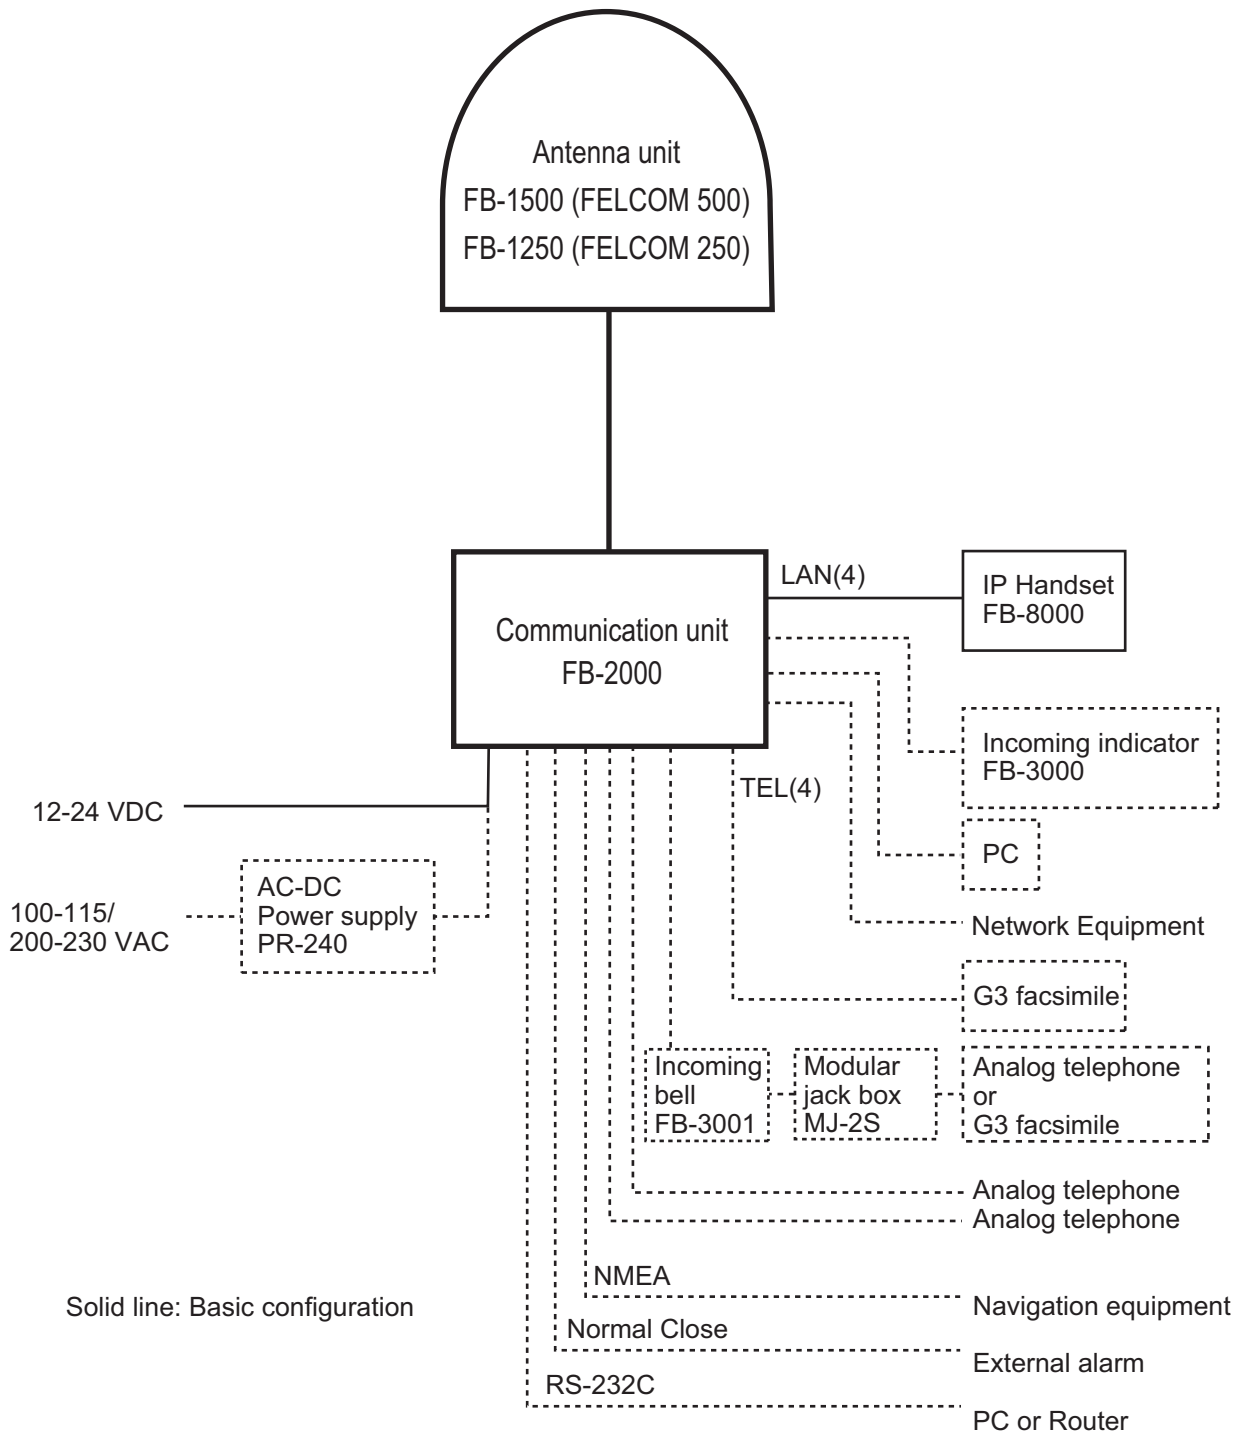 Antenna unit
FB-1500 (FELCOM 500)
FB-1250 (FELCOM 250)
LAN(4)
IP Handset
FB-8000
Communication unit
FB-2000
Incoming indicator
FB-3000
TEL(4)
12-24 VDC
PC
AC-DC
Power supply
PR-240
100-115/
200-230 VAC
Network Equipment
G3 facsimile
Incoming
bell
FB-3001
Modular
jack box
MJ-2S
Analog telephone
or
G3 facsimile
Analog telephone
Analog telephone
NMEA
Navigation equipment
Solid line: Basic configuration
Normal Close
External alarm
RS-232C
PC or Router